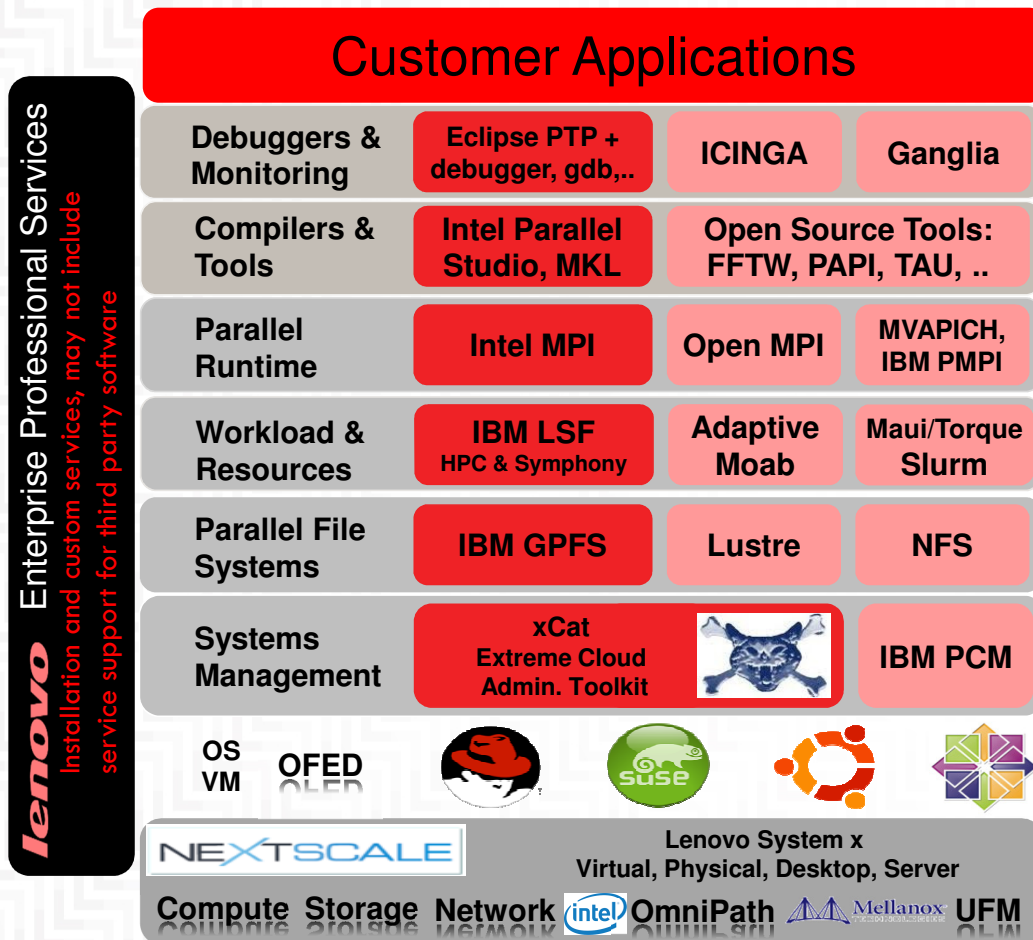 Customer Applications
lenovo Enterprise Professional Services
Installation and custom services, may not include
service support for third party software
Debuggers &
Monitoring
Eclipse PTP +
debugger, gdb,..
ICINGA
Ganglia
Compilers &
Tools
Intel Parallel
Studio, MKL
Open Source Tools:
FFTW, PAPI, TAU, ..
Parallel
Runtime
Intel MPI
Open MPI
MVAPICH,
IBM PMPI
Workload &
Resources
IBM LSF
HPC & Symphony
Adaptive
Moab
Maui/Torque
Slurm
Parallel File
Systems
IBM GPFS
Lustre
NFS
Systems
Management
xCat
Extreme Cloud
Admin. Toolkit
IBM PCM
OS
VM
OFED
SUSE
NEXTSCALE
Lenovo System x
Virtual, Physical, Desktop, Server
Compute Storage Network intel OmniPath Mellanox UFM